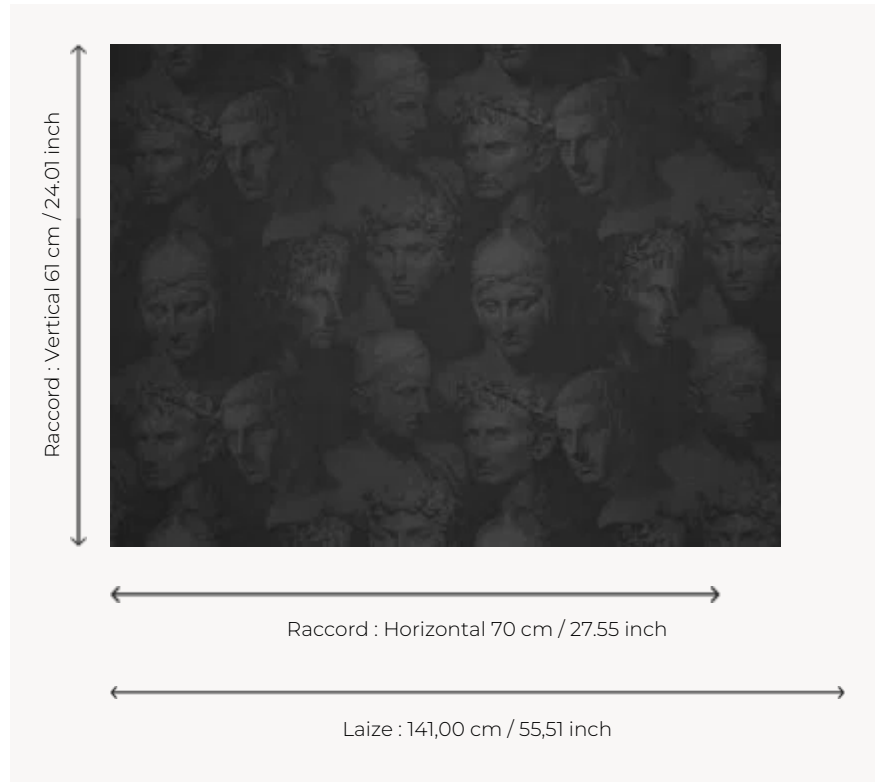 Raccord : Vertical 61 cm / 24.01 inch
Raccord : Horizontal 70 cm / 27.55 inch
Laize : 141,00 cm / 55,51 inch